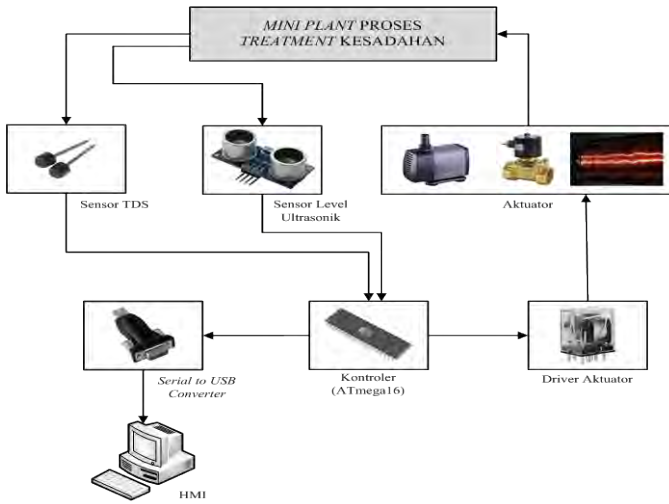 MINI PLANT PROSES
TREATMENT KESADAHAN
Sensor TDS
Sensor Level
Ultrasonik
Aktuator
Serial to USB
Converter
Kontroler
(ATmega16)
Driver Aktuator
HMI